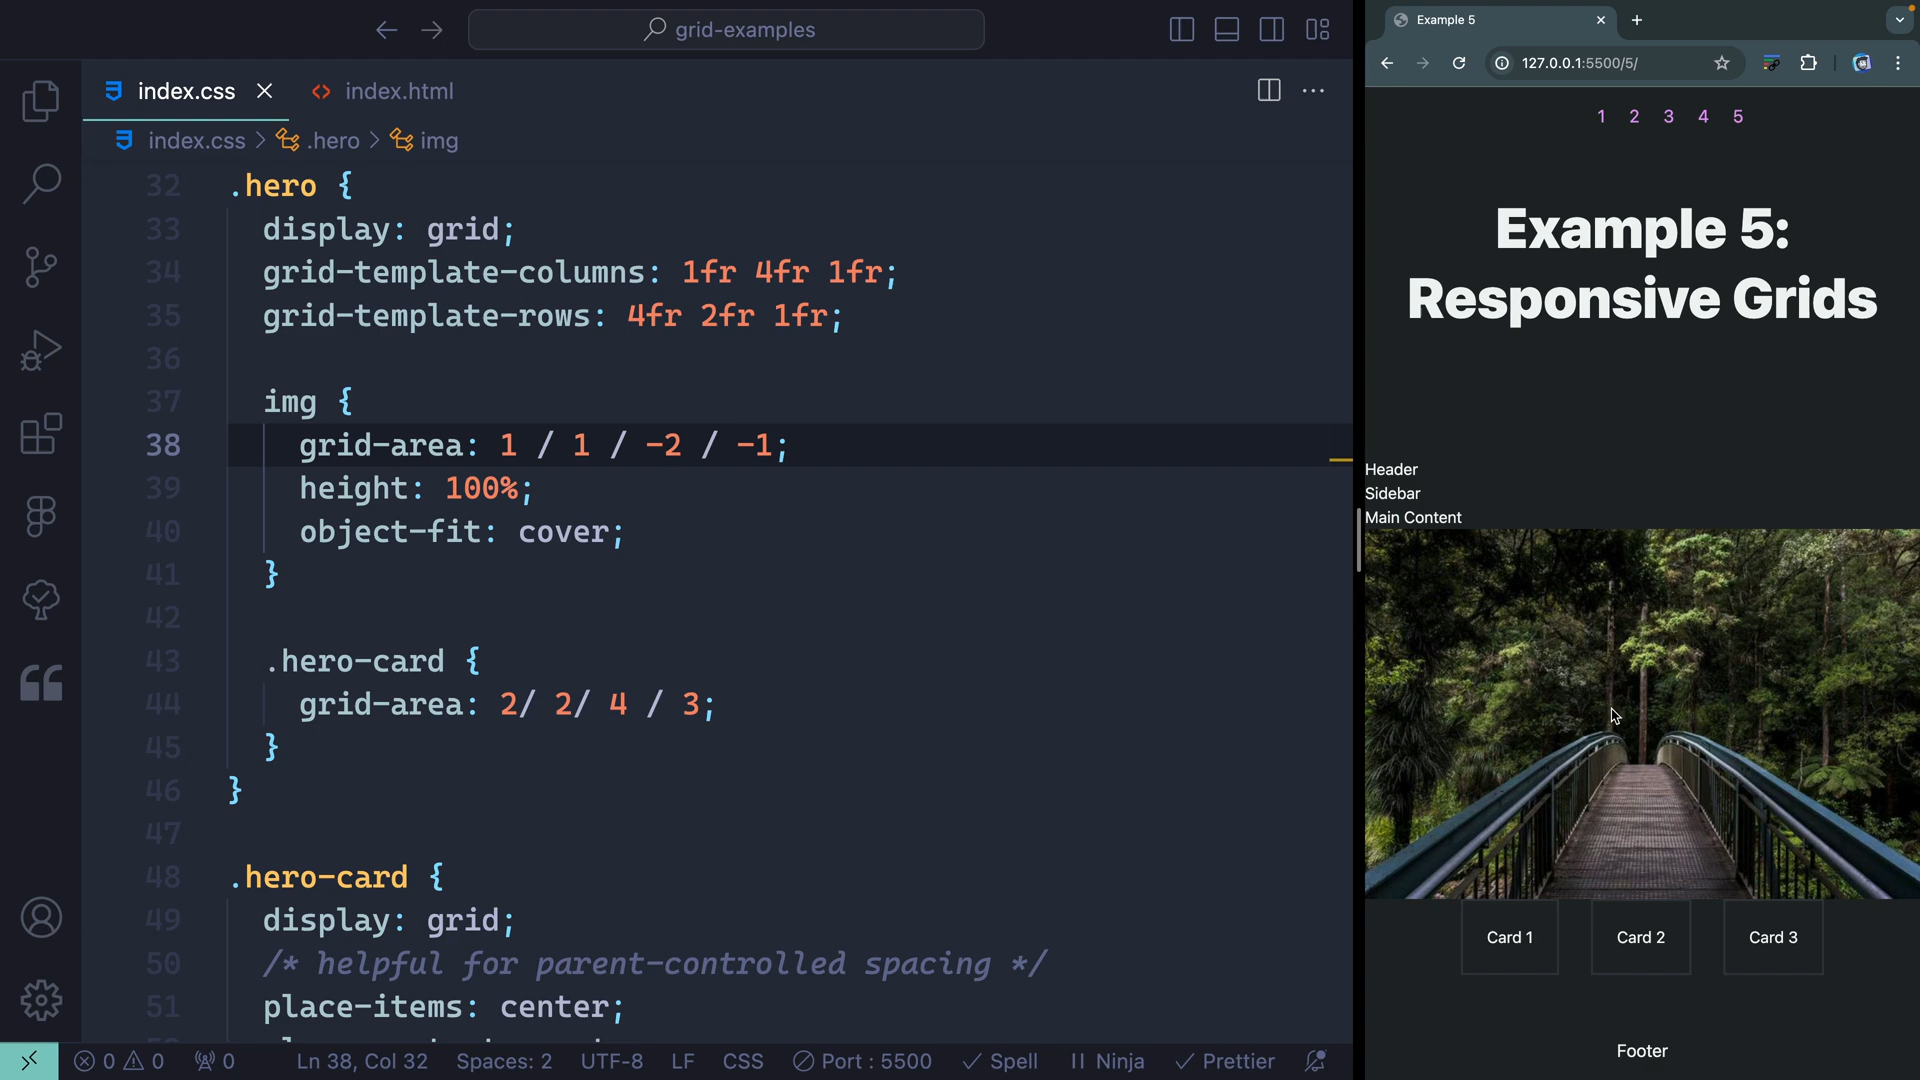 grid-examples
index.css
index.html
index.css > .hero > img
32 .hero {
33 display: grid;
34 grid-template-columns: 1fr 4fr 1fr;
35 grid-template-rows: 4fr 2fr 1fr;
36
37 img {
38 grid-area: 1 / 1 / -2 / -1;
39 height: 100%;
40 object-fit: cover;
41 }
42
43 .hero-card {
44 grid-area: 2/ 2/ 4 / 3;
45 }
46 }
47
48 .hero-card {
49 display: grid;
50 /* helpful for parent-controlled spacing */
51 place-items: center;
0 0 0 Ln 38, Col 32 Spaces: 2 UTF-8 LF CSS Port : 5500 Spell Ninja Prettier
Example 5
127.0.0.1:5500/5/
1 2 3 4 5
Example 5:
Responsive Grids
Header
Sidebar
Main Content
Card 1 Card 2 Card 3
Footer